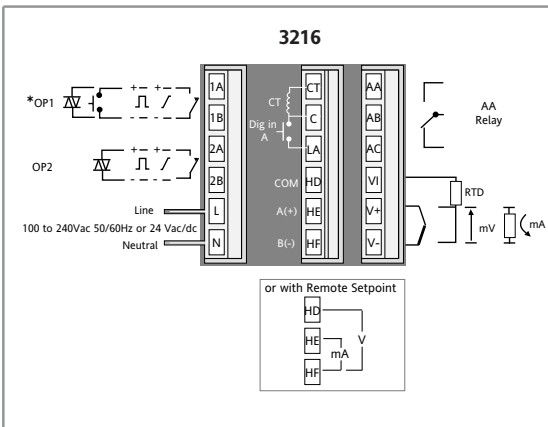 3216
*OP1
+ - + -
1A
1B
CT
CT
C
Dig in
A
LA
AA
AB
AC
AA
Relay
OP2
+ - + -
2A
2B
COM
HD
VI
RTD
Line
L
A(+)
HE
V+
mV
mA
100 to 240Vac 50/60Hz or 24 Vac/dc
Neutral
N
B(-)
HF
V-
or with Remote Setpoint
HD
HE
HF
mA
V